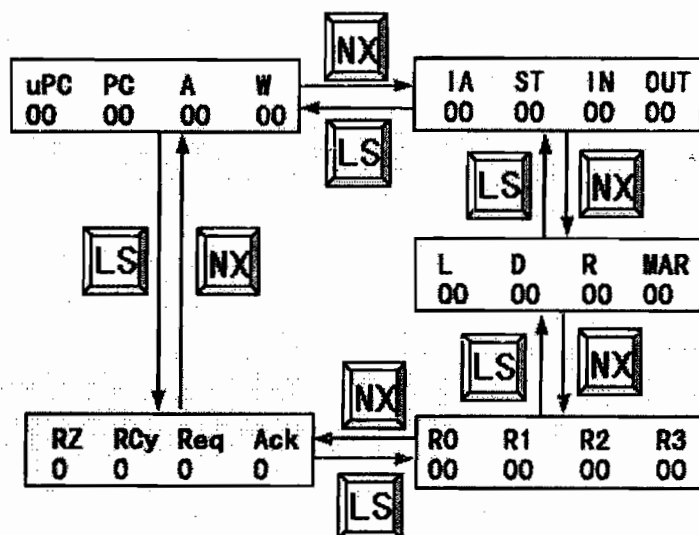 NX
uPC PC A W
00 00 00 00
IA ST IN OUT
00 00 00 00
LS
LS NX
LS NX
L D R MAR
00 00 00 00
LS NX
NX
RZ RCy Req Ack
0 0 0 0
R0 R1 R2 R3
00 00 00 00
LS